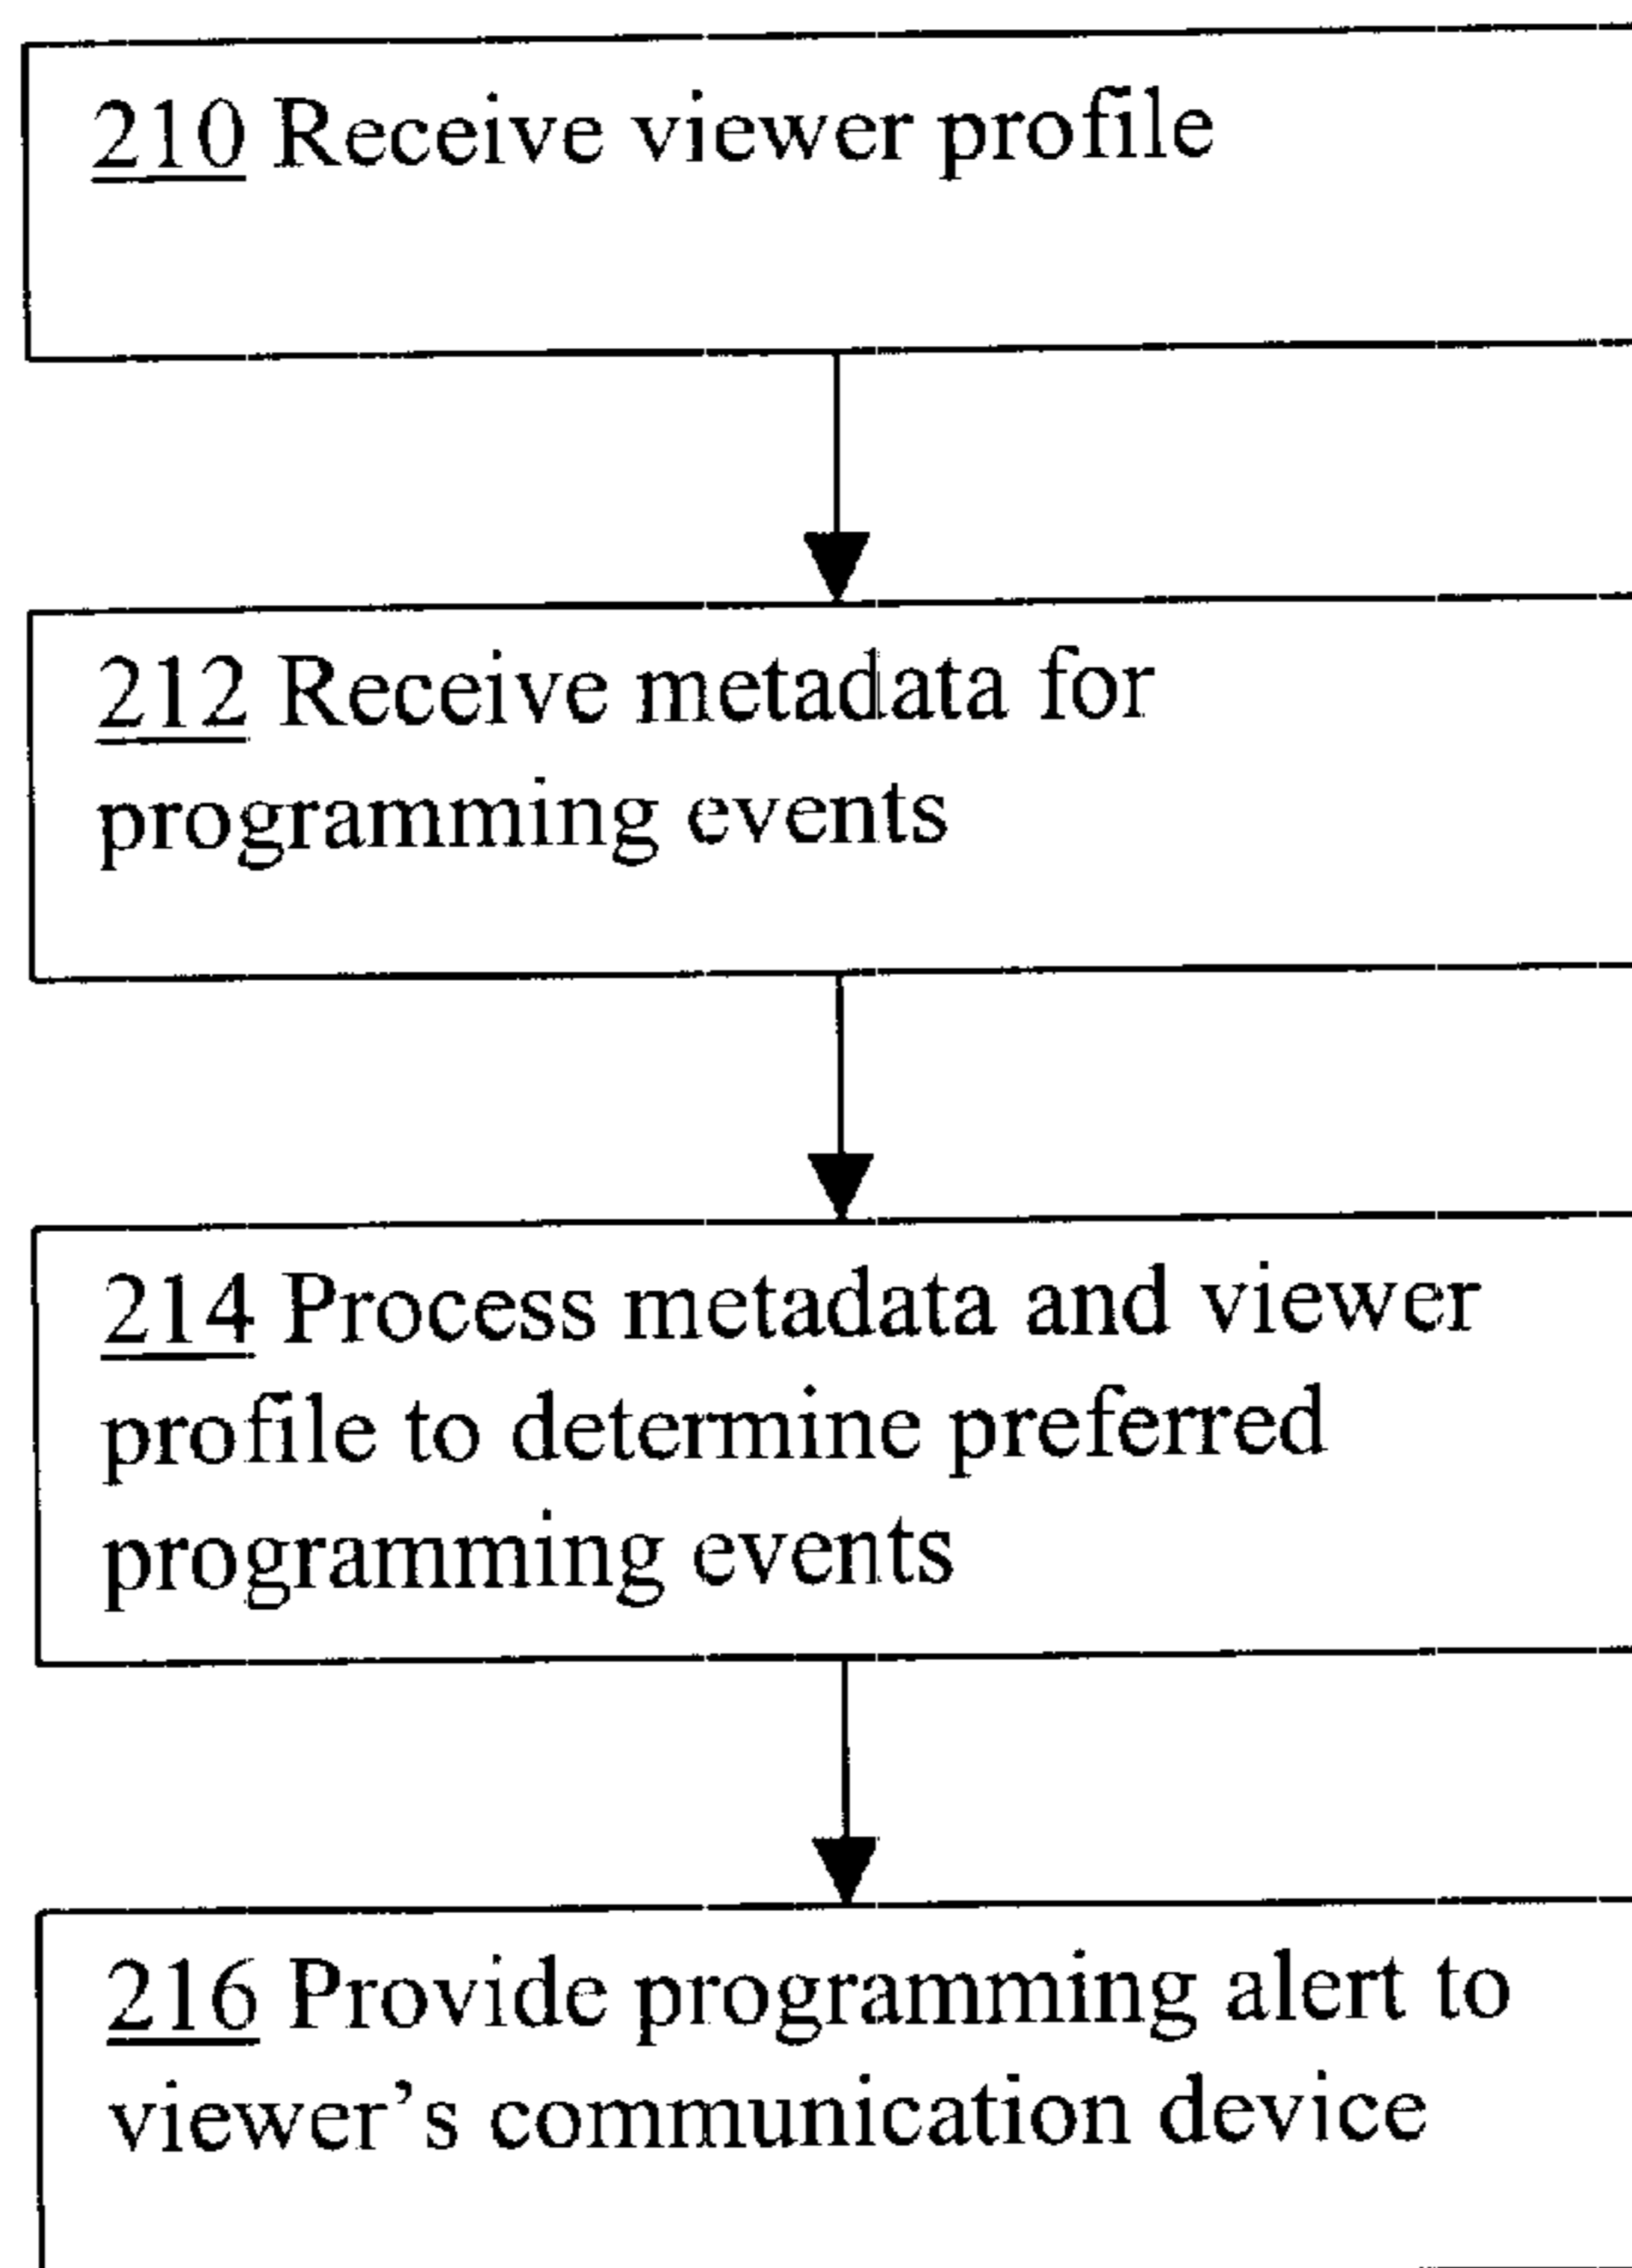 210 Receive viewer profile
212 Receive metadata for
programming events
214 Process metadata and viewer
profile to determine preferred
programming events
216 Provide programming alert to
viewer’s communication device